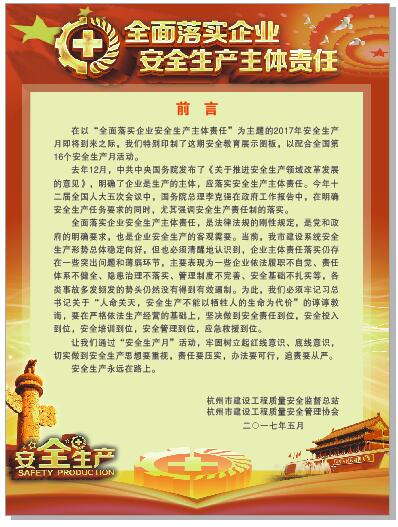 全面落实企业
安全生产主体责任
前 言
在以“全面落实企业安全生产主体责任”为主题的2017年安全生产
月即将到来之际，我们特别印制了这期安全教育展示图板，以配合全国第
16个安全生产月活动。
去年12月，中共中央国务院发布了《关于推进安全生产领域改革发展
的意见》，明确了企业是生产的主体，应落实安全生产主体责任。今年十
二届全国人大五次会议中，国务院总理李克强在政府工作报告中，在明确
安全生产任务要求的同时，尤其强调安全生产责任制的落实。
全面落实企业安全生产主体责任，是法律法规的刚性规定，是党和政
府的明确要求，也是企业安全生产的客观需要。当前，我市建设系统安全
生产形势总体稳定向好，但也必须清醒地认识到，企业主体责任落实仍存
在一些突出问题和薄弱环节，主要表现为一些企业依法履职不自觉、责任
体系不健全、隐患治理不落实、管理制度不完善、安全基础不扎实等，各
类事故多发频发的势头仍然没有得到有效遏制。为此，我们必须牢记习总
书记关于“人命关天，安全生产不能以牺牲人的生命为代价”的谆谆教
诲，要在严格依法生产经营的基础上，坚决做到安全责任到位，安全投入
到位，安全培训到位，安全管理到位，应急救援到位。
让我们通过“安全生产月”活动，牢固树立起红线意识、底线意识，
切实做到安全生产思想要重视，责任要压实，办法要可行，追责要从严。
安全生产永远在路上。
杭州市建设工程质量安全监督总站
杭州市建设工程质量安全管理协会
二〇一七年五月
安全生产
SAFETY PRODUCTION